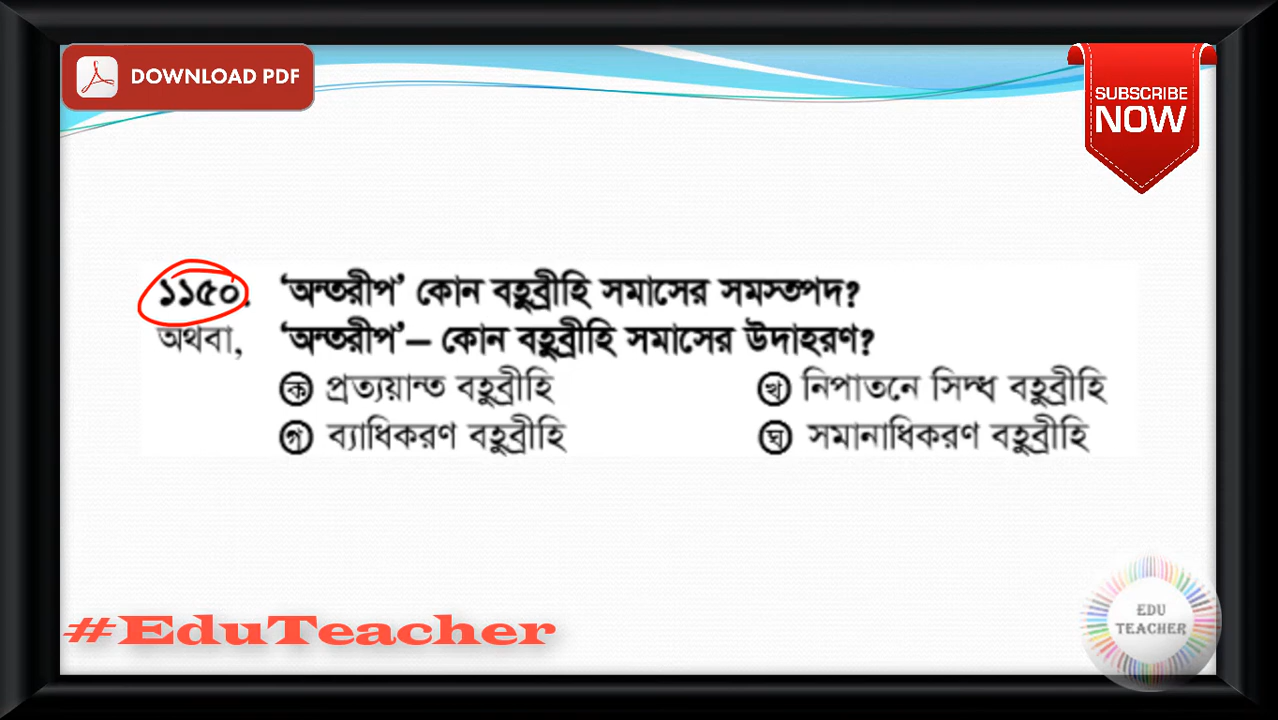 DOWNLOAD PDF
SUBSCRIBE
NOW
১১৫০. ‘অন্তরীপ’ কোন বহুব্রীহি সমাসের সমস্তপদ?
অথবা, ‘অন্তরীপ’— কোন বহুব্রীহি সমাসের উদাহরণ?
ক প্রত্যয়ান্ত বহুব্রীহি খ নিপাতনে সিদ্ধ বহুব্রীহি
গ ব্যাধিকরণ বহুব্রীহি ঘ সমানাধিকরণ বহুব্রীহি
#EduTeacher
EDU
TEACHER